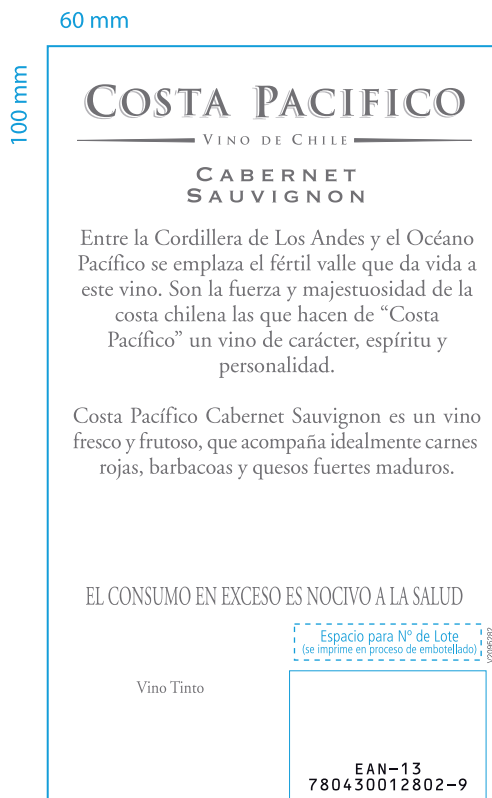 60 mm
100 mm
COSTA PACIFICO
VINO DE CHILE
CABERNET
SAUVIGNON
Entre la Cordillera de Los Andes y el Océano
Pacífico se emplaza el fértil valle que da vida a
este vino. Son la fuerza y majestuosidad de la
costa chilena las que hacen de “Costa
Pacífico” un vino de carácter, espíritu y
personalidad.
Costa Pacífico Cabernet Sauvignon es un vino
fresco y frutoso, que acompaña idealmente carnes
rojas, barbacoas y quesos fuertes maduros.
EL CONSUMO EN EXCESO ES NOCIVO A LA SALUD
Espacio para Nº de Lote
(se imprime en proceso de embotellado)
V2095282
Vino Tinto
EAN-13
780430012802-9